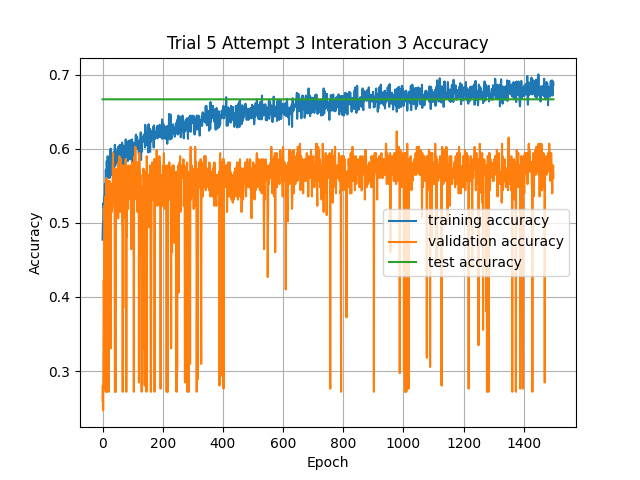 Trial 5 Attempt 3 Interation 3 Accuracy
0.7
0.6
0.5
0.4
0.3
Accuracy
training accuracy
validation accuracy
test accuracy
0 200 400 600 800 1000 1200 1400
Epoch